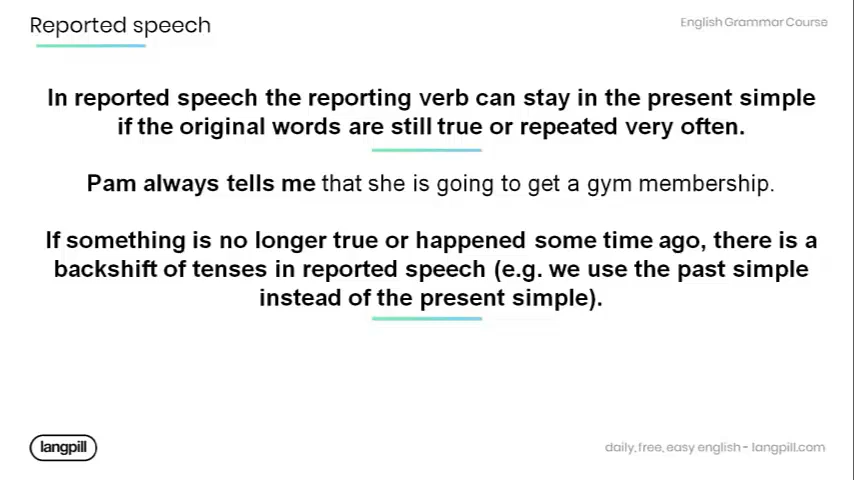 Reported speech
English Grammar Course
In reported speech the reporting verb can stay in the present simple
if the original words are still true or repeated very often.
Pam always tells me that she is going to get a gym membership.
If something is no longer true or happened some time ago, there is a
backshift of tenses in reported speech (e.g. we use the past simple
instead of the present simple).
langpill
daily, free, easy english - langpill.com